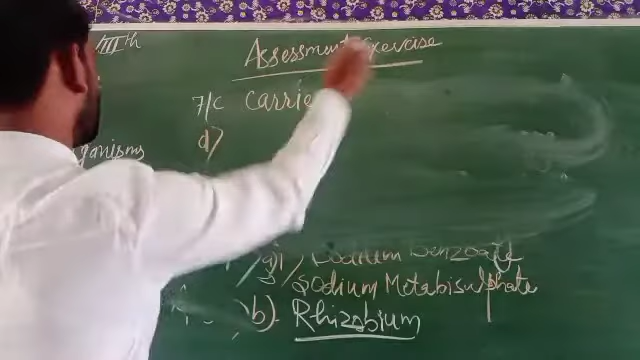 VIIIth
Assessment Exercise
7/c Carrie
d)
ganisms
g) / Sodium Benzoate
Sodium Metabisulphate
b). Rhizobium